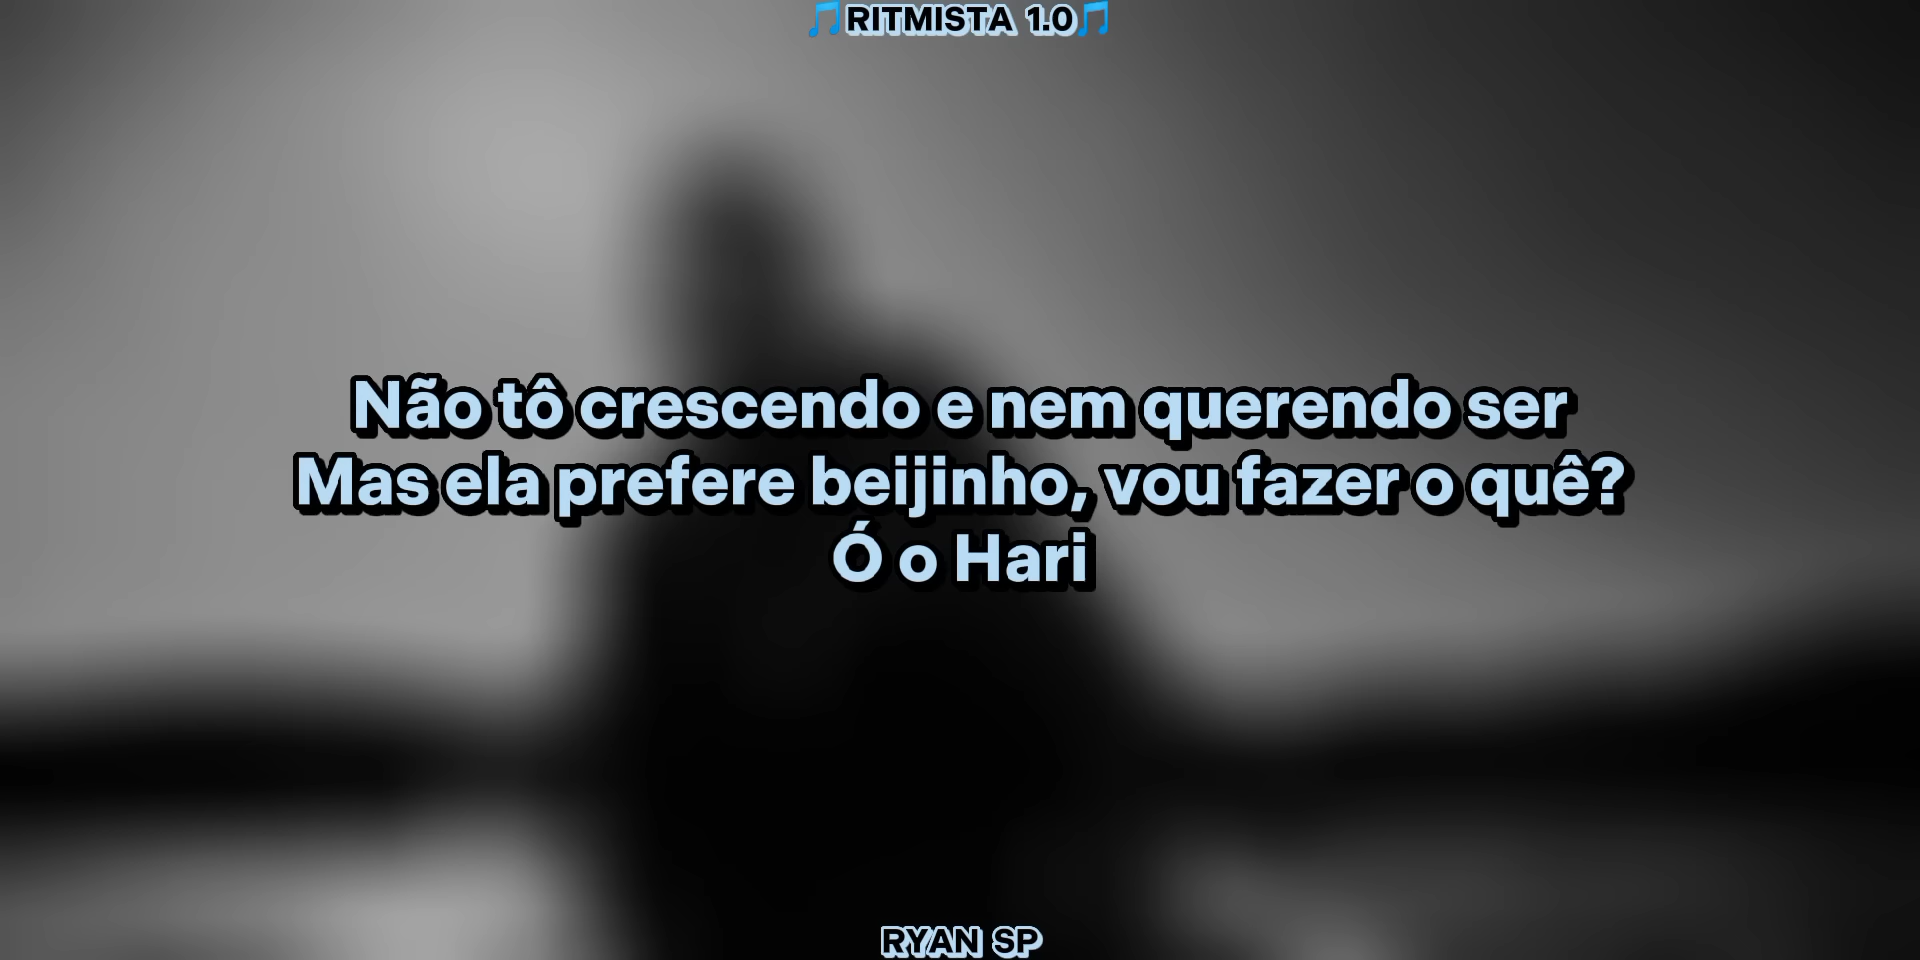 🎵RITMISTA 1.0🎵
Não tô crescendo e nem querendo ser
Mas ela prefere beijinho, vou fazer o quê?
Ó o Hari
RYAN SP